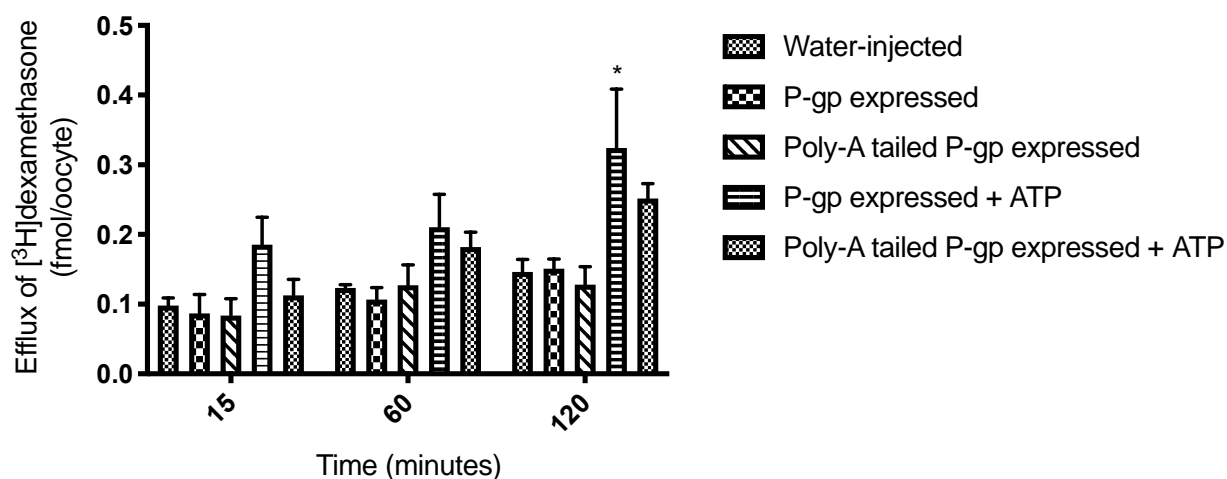 Efflux of [³H]dexamethasone
(fmol/oocyte)
0.5
0.4
0.3
0.2
0.1
0.0
*
15
60
120
Time (minutes)
Water-injected
P-gp expressed
Poly-A tailed P-gp expressed
P-gp expressed + ATP
Poly-A tailed P-gp expressed + ATP